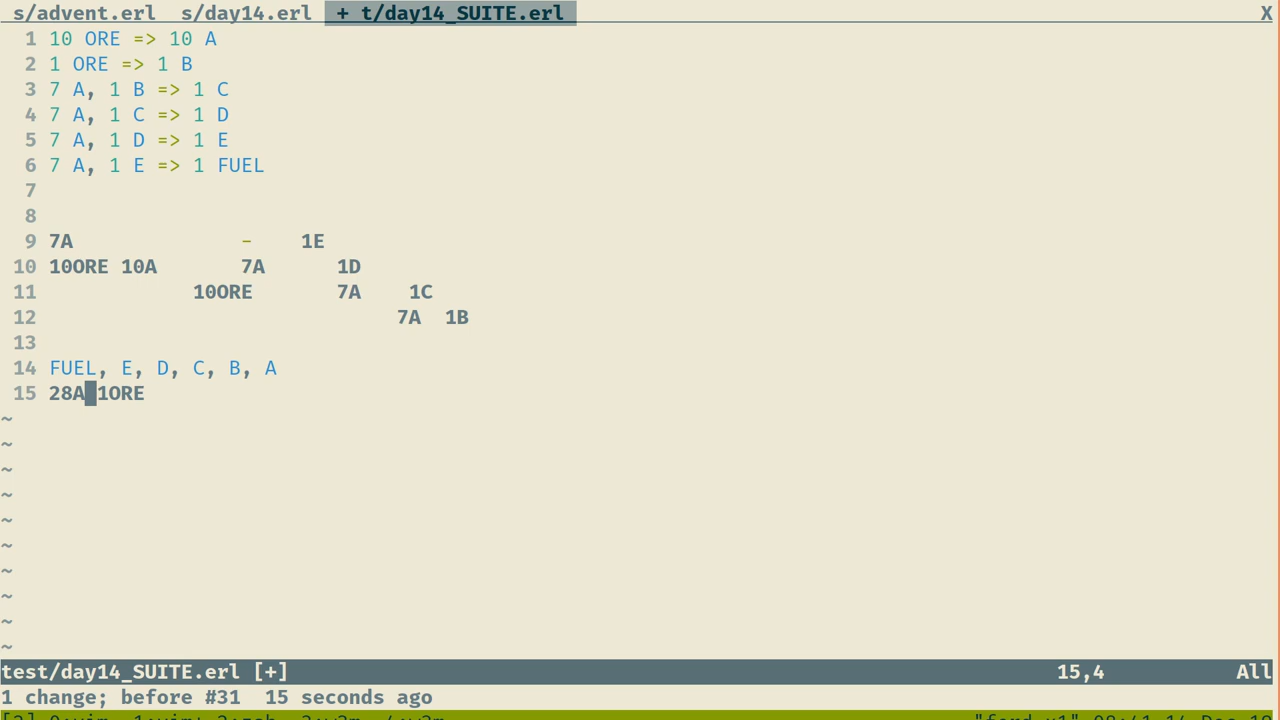 s/advent.erl s/day14.erl + t/day14_SUITE.erl X
1 10 ORE => 10 A
2 1 ORE => 1 B
3 7 A, 1 B => 1 C
4 7 A, 1 C => 1 D
5 7 A, 1 D => 1 E
6 7 A, 1 E => 1 FUEL
7
8
9 7A - 1E
10 10ORE 10A 7A 1D
11 10ORE 7A 1C
12 7A 1B
13
14 FUEL, E, D, C, B, A
15 28A 1ORE
~
~
~
~
~
~
~
~
~
~
test/day14_SUITE.erl [+] 15,4 All
1 change; before #31 15 seconds ago